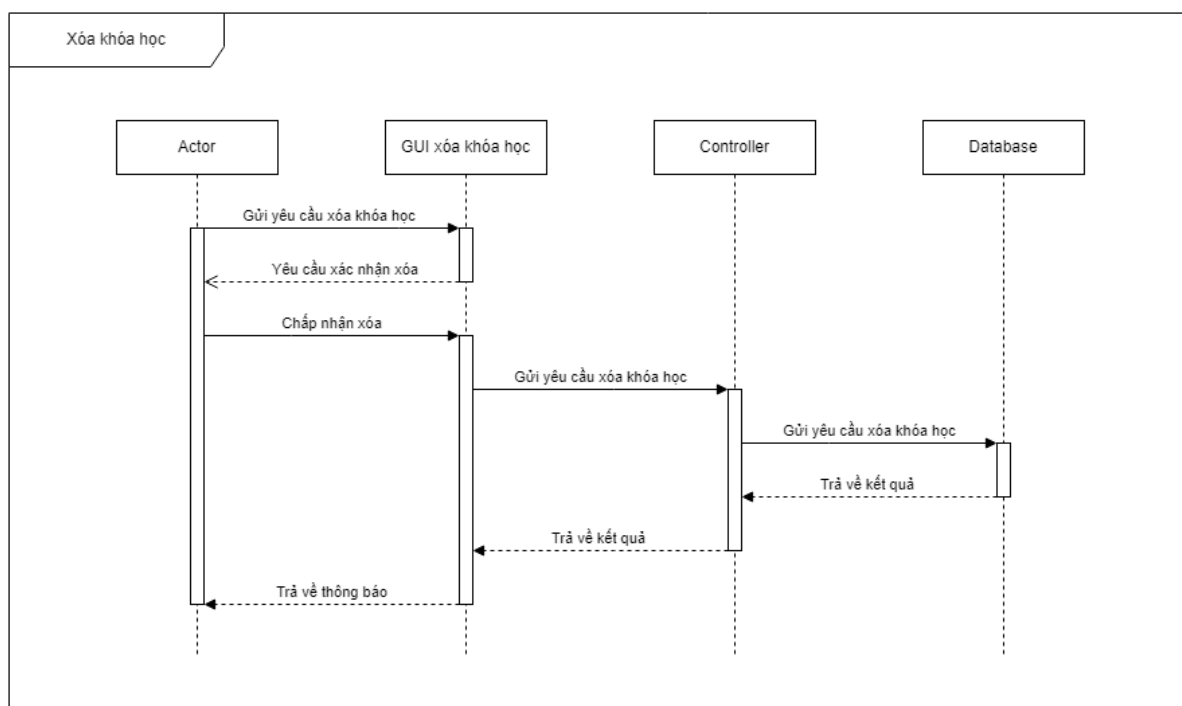 Xóa khóa học
Actor
GUI xóa khóa học
Controller
Database
Gửi yêu cầu xóa khóa học
Yêu cầu xác nhận xóa
Chấp nhận xóa
Gửi yêu cầu xóa khóa học
Gửi yêu cầu xóa khóa học
Trả về kết quả
Trả về kết quả
Trả về thông báo